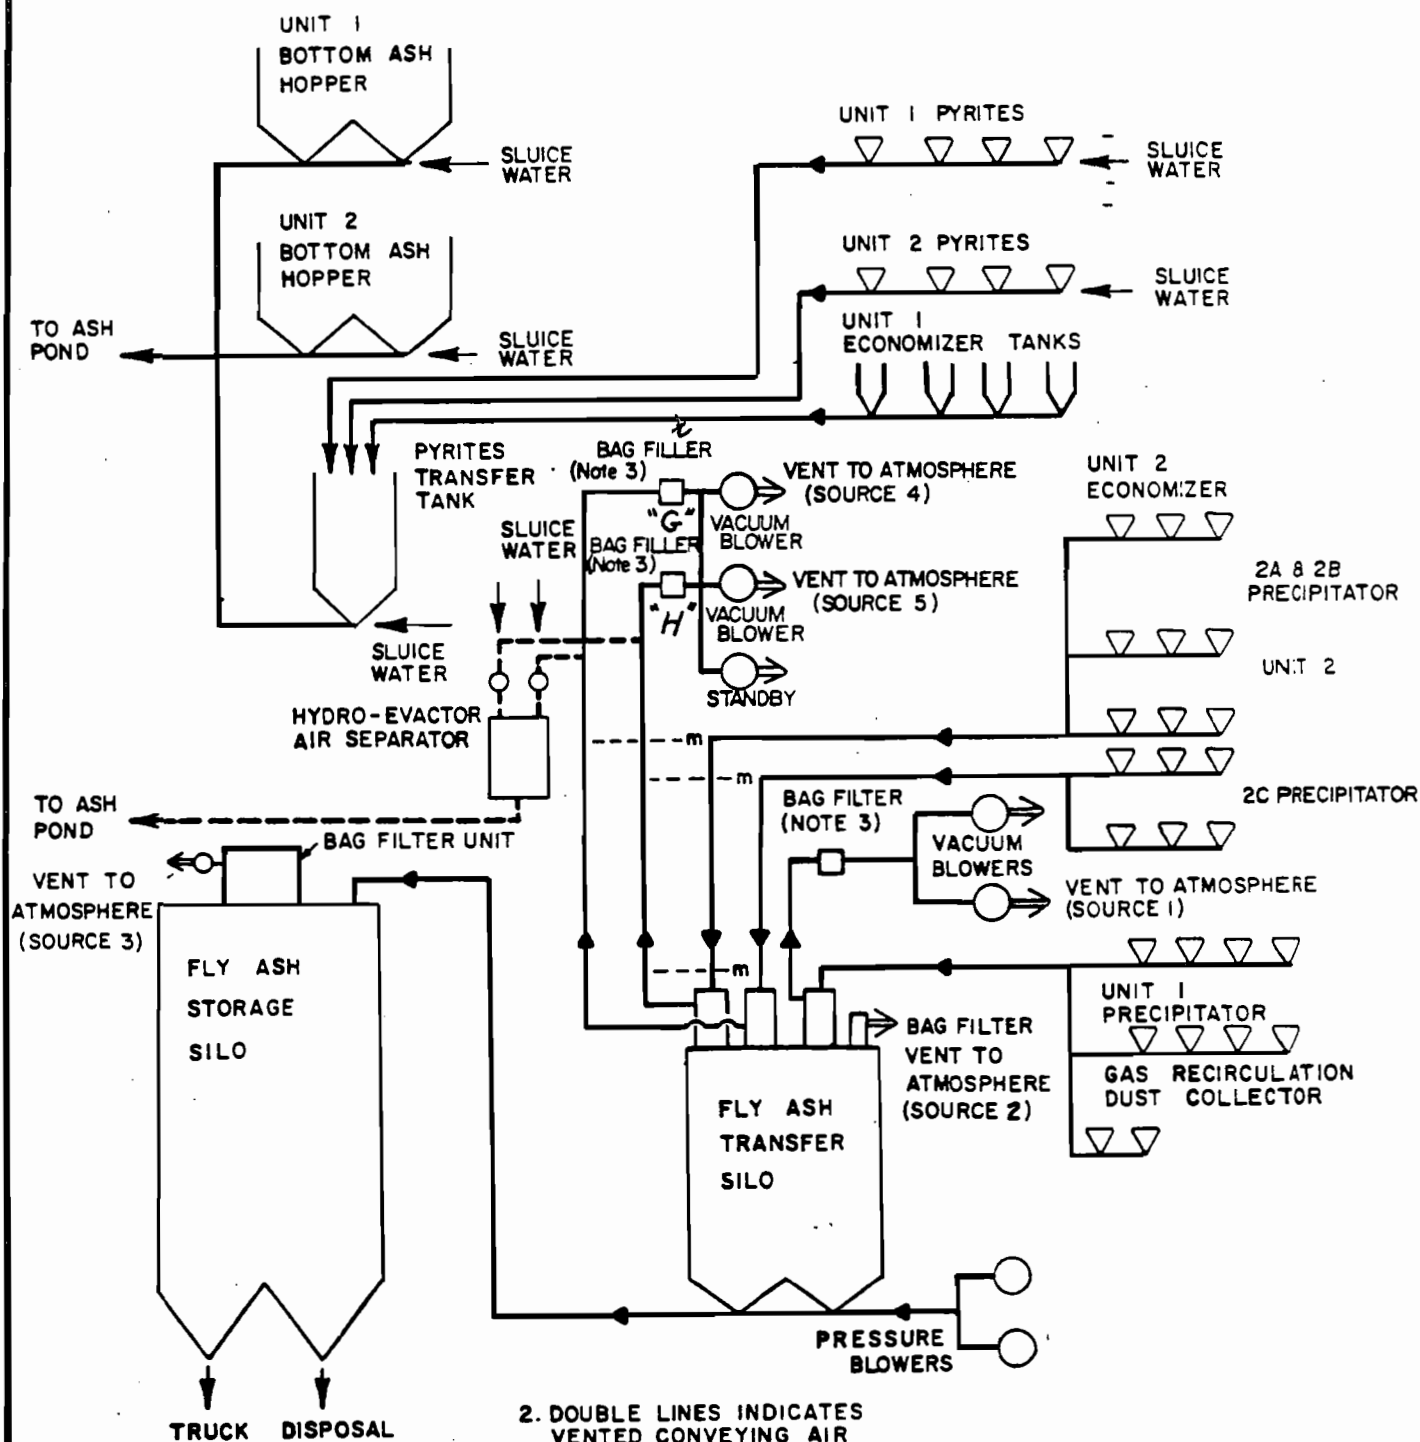 UNIT 1
BOTTOM ASH
HOPPER
SLUICE
WATER
UNIT 1 PYRITES
SLUICE
WATER
UNIT 2
BOTTOM ASH
HOPPER
UNIT 2 PYRITES
SLUICE
WATER
TO ASH
POND
SLUICE
WATER
UNIT 1
ECONOMIZER TANKS
PYRITES
TRANSFER
TANK
BAG FILLER
(Note 3)
"G"
VACUUM
BLOWER
VENT TO ATMOSPHERE
(SOURCE 4)
UNIT 2
ECONOMIZER
SLUICE
WATER
BAG FILLER
(Note 3)
"H"
VACUUM
BLOWER
VENT TO ATMOSPHERE
(SOURCE 5)
2A & 2B
PRECIPITATOR
SLUICE
WATER
STANDBY
UNIT 2
HYDRO-EVACTOR
AIR SEPARATOR
m
m
TO ASH
POND
BAG FILTER UNIT
BAG FILTER
(NOTE 3)
VACUUM
BLOWERS
2C PRECIPITATOR
VENT TO
ATMOSPHERE
(SOURCE 3)
VENT TO ATMOSPHERE
(SOURCE 1)
m
FLY ASH
STORAGE
SILO
UNIT 1
PRECIPITATOR
BAG FILTER
VENT TO
ATMOSPHERE
(SOURCE 2)
GAS RECIRCULATION
DUST COLLECTOR
FLY ASH
TRANSFER
SILO
PRESSURE
BLOWERS
TRUCK DISPOSAL
2. DOUBLE LINES INDICATES
VENTED CONVEYING AIR